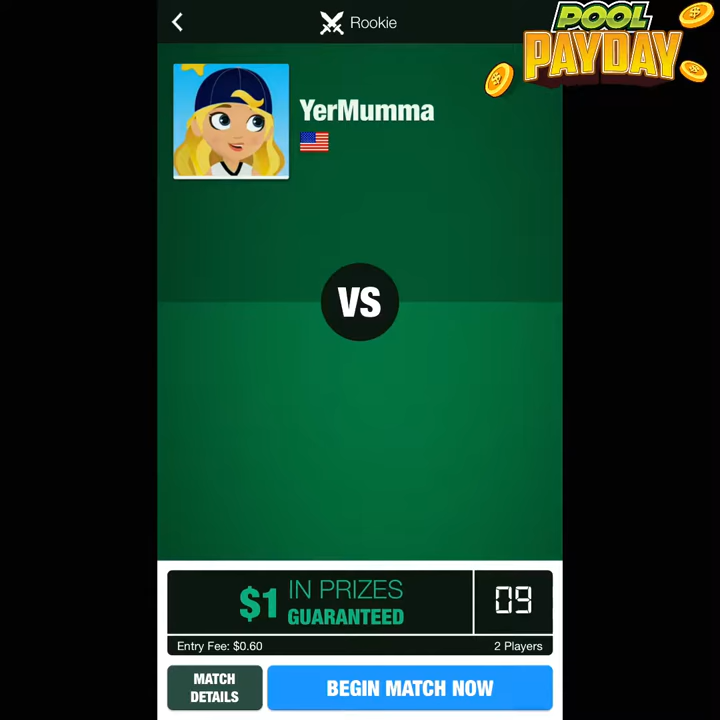 Rookie
POOL
PAYDAY
YerMumma
VS
$1 IN PRIZES
GUARANTEED
09
Entry Fee: $0.60
2 Players
MATCH
DETAILS
BEGIN MATCH NOW